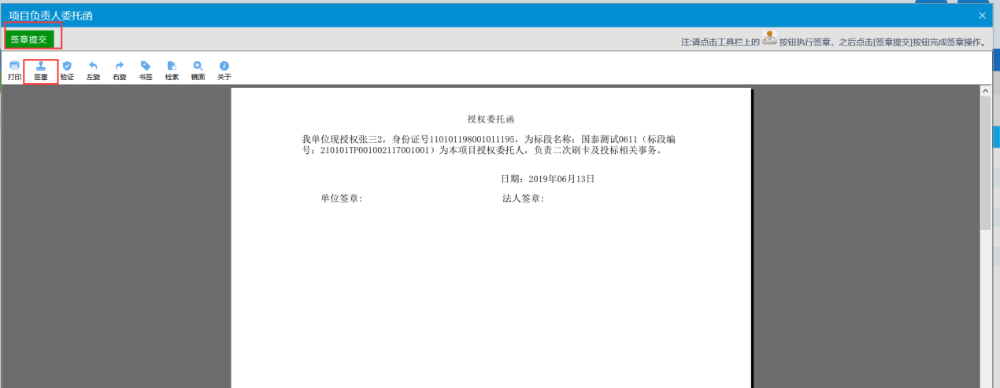 项目负责人委托函
签章提交
注:请点击工具栏上的 按钮执行签章，之后点击[签章提交]按钮完成签章操作。
打印 签章 验证 左旋 右旋 书签 检索 镜面 关于
授权委托函
我单位现授权张三2，身份证号110101198001011195，为标段名称：国泰测试0611（标段编
号：210101TP001002117001001）为本项目授权委托人，负责二次刷卡及投标相关事务。
日期：2019年06月13日
单位签章: 法人签章: